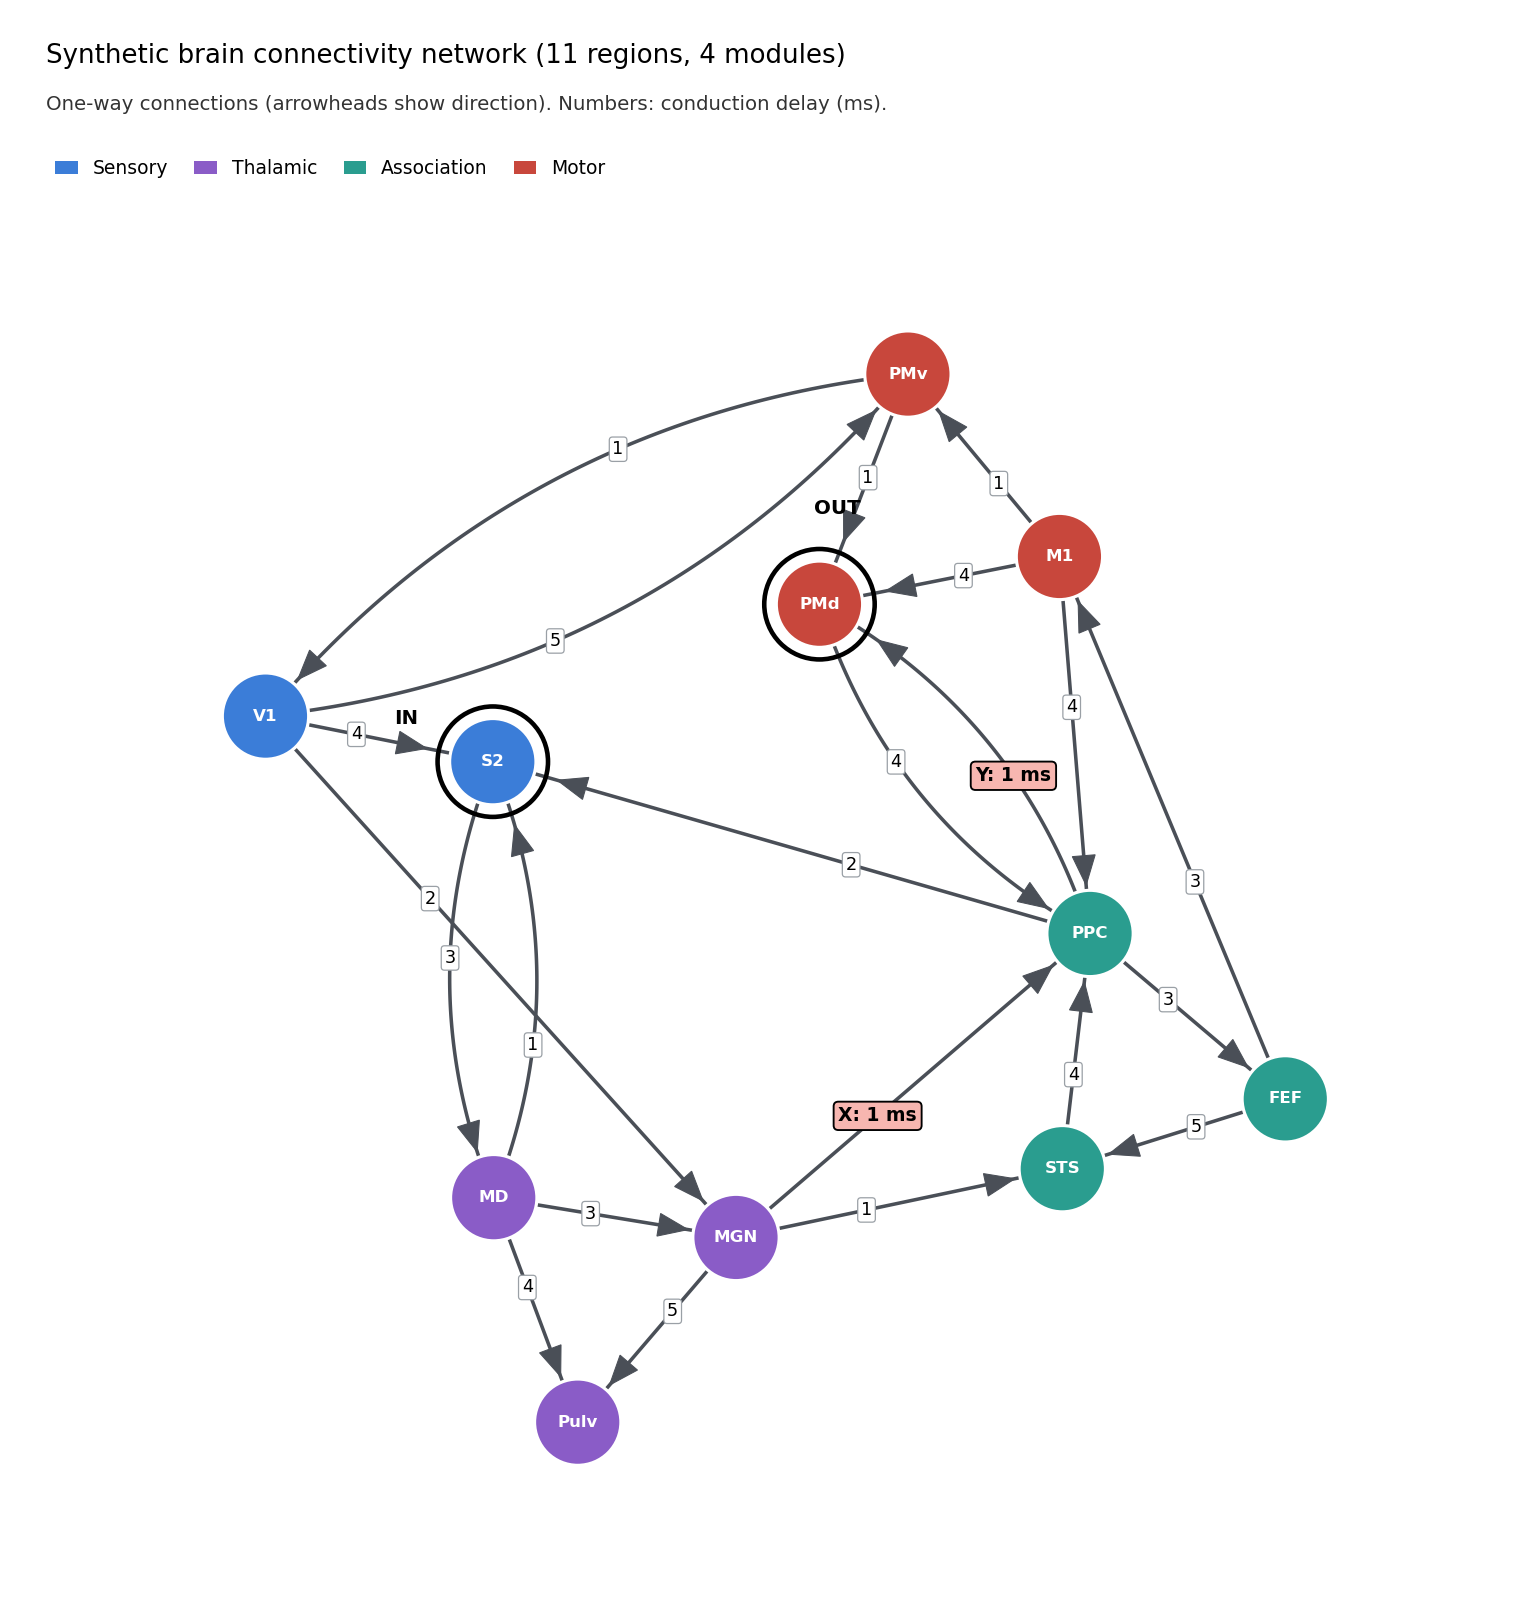 Synthetic brain connectivity network (11 regions, 4 modules)
One-way connections (arrowheads show direction). Numbers: conduction delay (ms).
Sensory Thalamic Association Motor
PMv
1
1
1
OUT
M1
4
PMd
5
4
V1
IN
4
S2
4
Y: 1 ms
2
3
2
PPC
3
3
1
4
FEF
X: 1 ms
5
STS
MD
3
1
MGN
4
5
Pulv